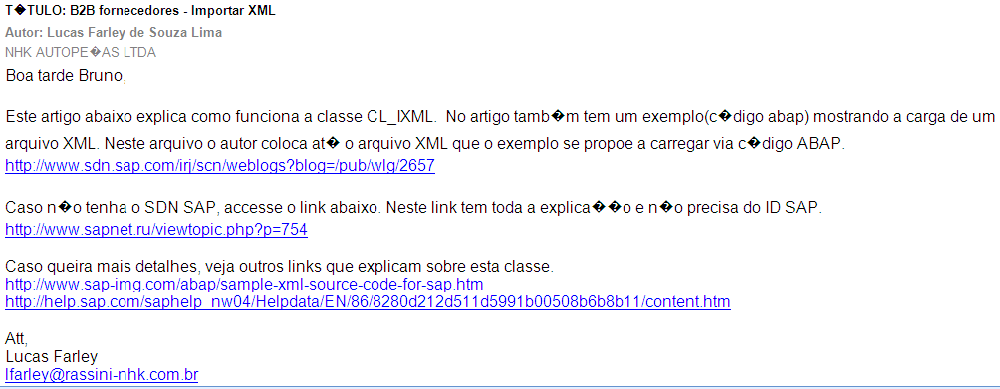 T�TULO: B2B fornecedores - Importar XML
Autor: Lucas Farley de Souza Lima
NHK AUTOPE�AS LTDA
Boa tarde Bruno,
Este artigo abaixo explica como funciona a classe CL_IXML.  No artigo tamb�m tem um exemplo(c�digo abap) mostrando a carga de um
arquivo XML. Neste arquivo o autor coloca at� o arquivo XML que o exemplo se propoe a carregar via c�digo ABAP.
http://www.sdn.sap.com/irj/scn/weblogs?blog=/pub/wlg/2657
Caso n�o tenha o SDN SAP, accesse o link abaixo. Neste link tem toda a explica��o e n�o precisa do ID SAP.
http://www.sapnet.ru/viewtopic.php?p=754
Caso queira mais detalhes, veja outros links que explicam sobre esta classe.
http://www.sap-img.com/abap/sample-xml-source-code-for-sap.htm
http://help.sap.com/saphelp_nw04/Helpdata/EN/86/8280d212d511d5991b00508b6b8b11/content.htm
Att,
Lucas Farley
lfarley@rassini-nhk.com.br